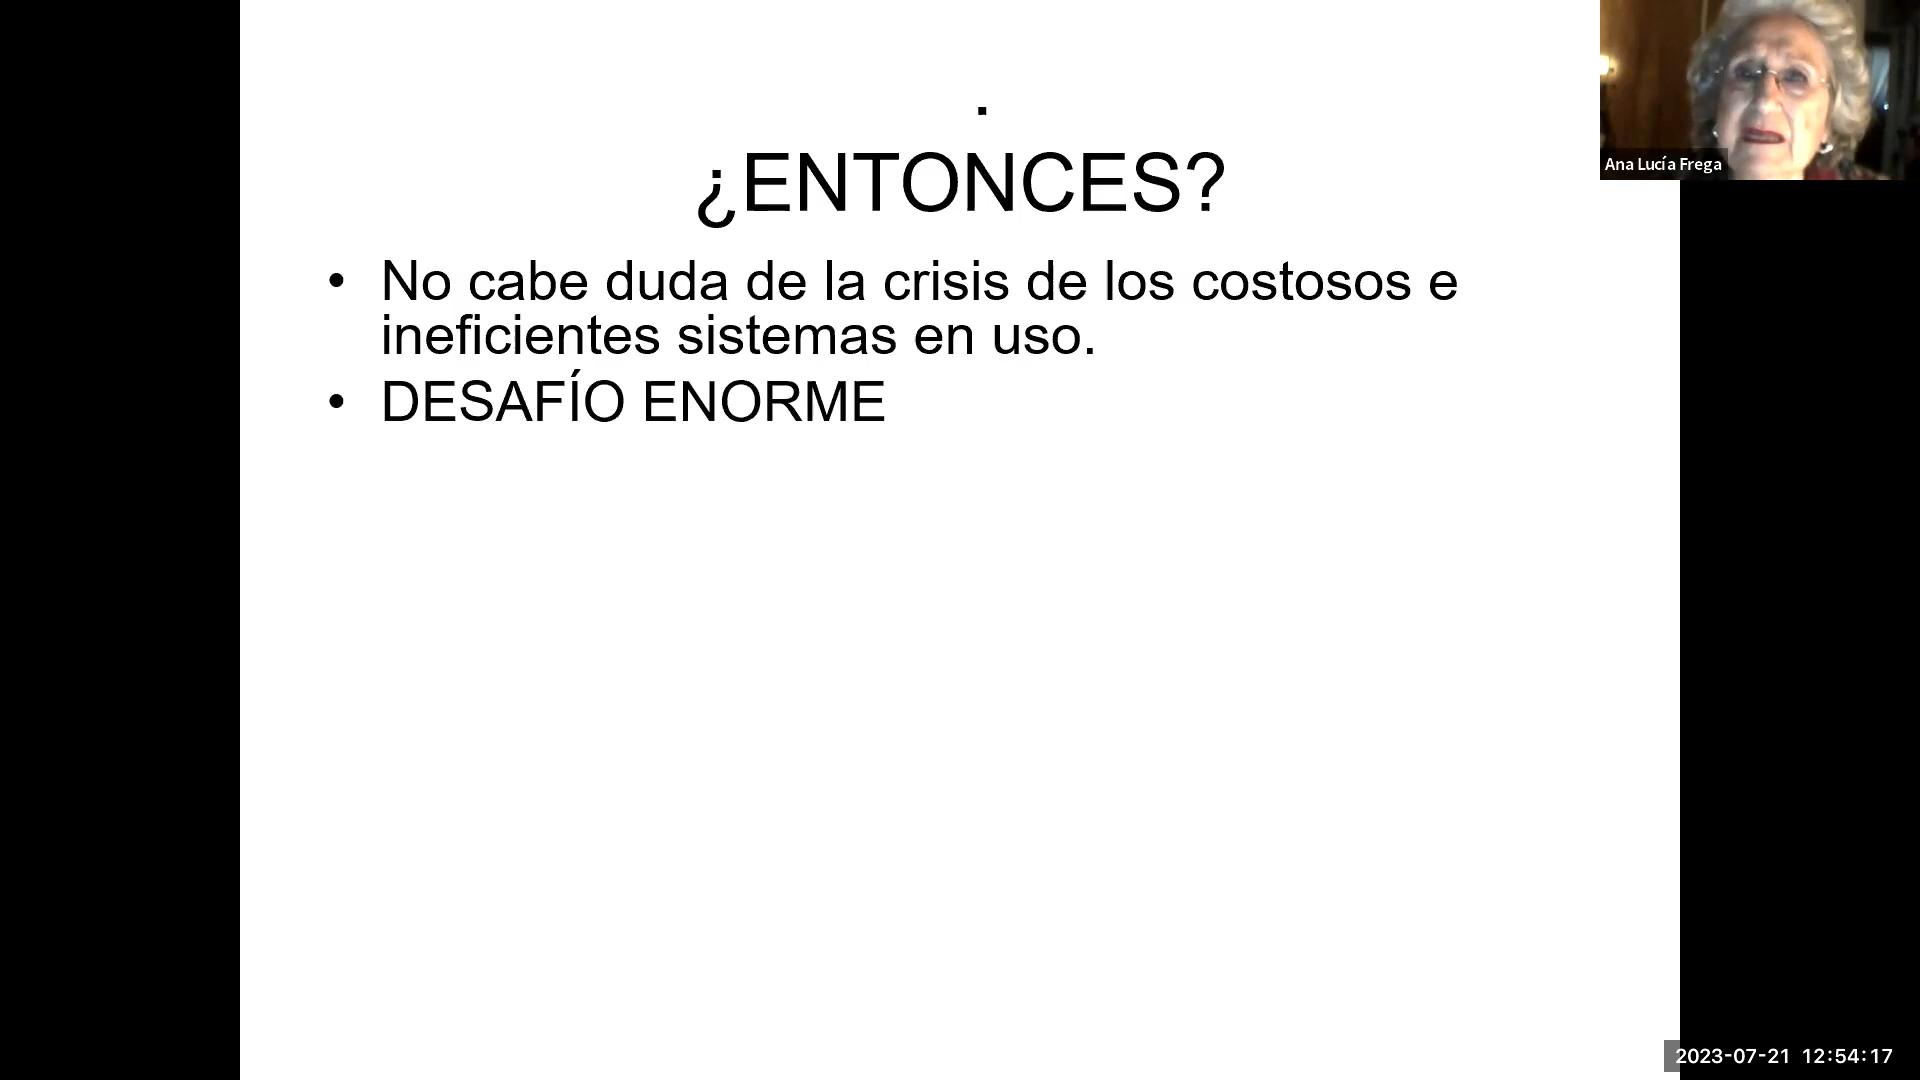 .
¿ENTONCES?
• No cabe duda de la crisis de los costosos e
ineficientes sistemas en uso.
• DESAFÍO ENORME
Ana Lucía Frega
2023-07-21 12:54:17